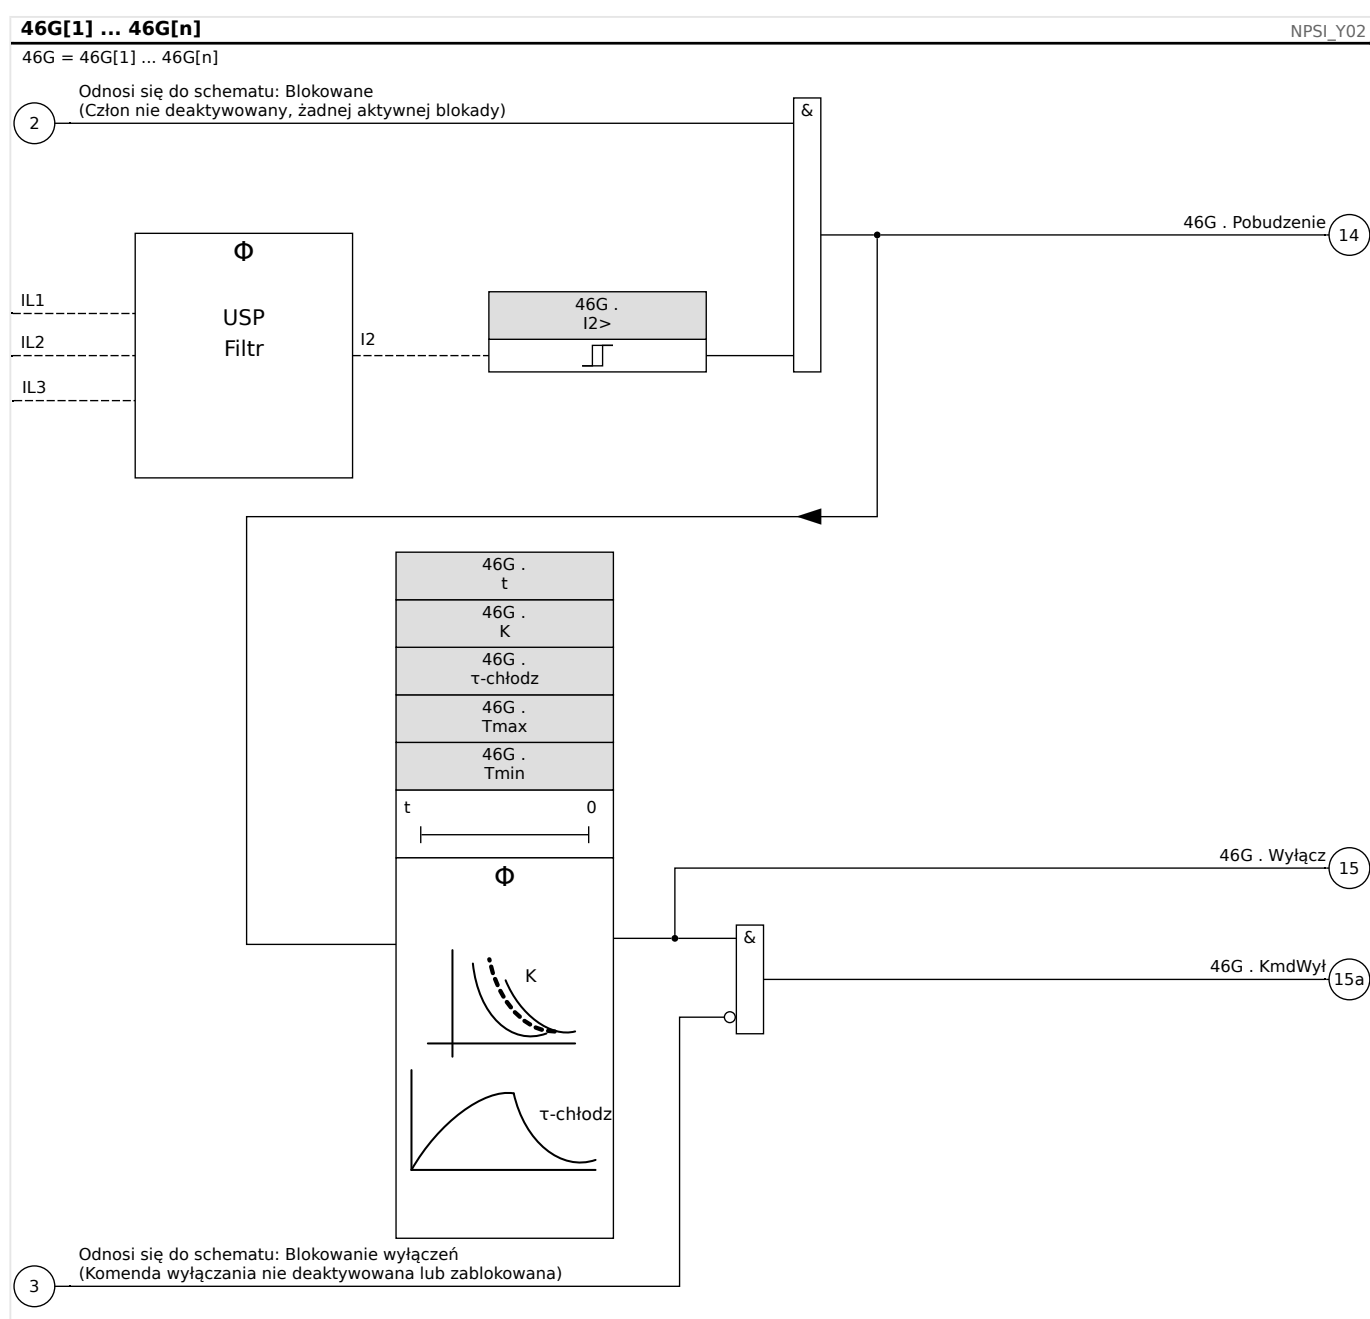 46G[1] ... 46G[n]
NPSI_Y02
46G = 46G[1] ... 46G[n]
Odnosi się do schematu: Blokowane
(Człon nie deaktywowany, żadnej aktywnej blokady)
2
&
46G . Pobudzenie
14
Φ
USP
Filtr
IL1
IL2
IL3
I2
46G .
I2>
46G .
t
46G .
K
46G .
τ-chłodz
46G .
Tmax
46G .
Tmin
t
0
Φ
K
τ-chłodz
46G . Wyłącz
15
&
46G . KmdWył
15a
Odnosi się do schematu: Blokowanie wyłączeń
(Komenda wyłączania nie deaktywowana lub zablokowana)
3